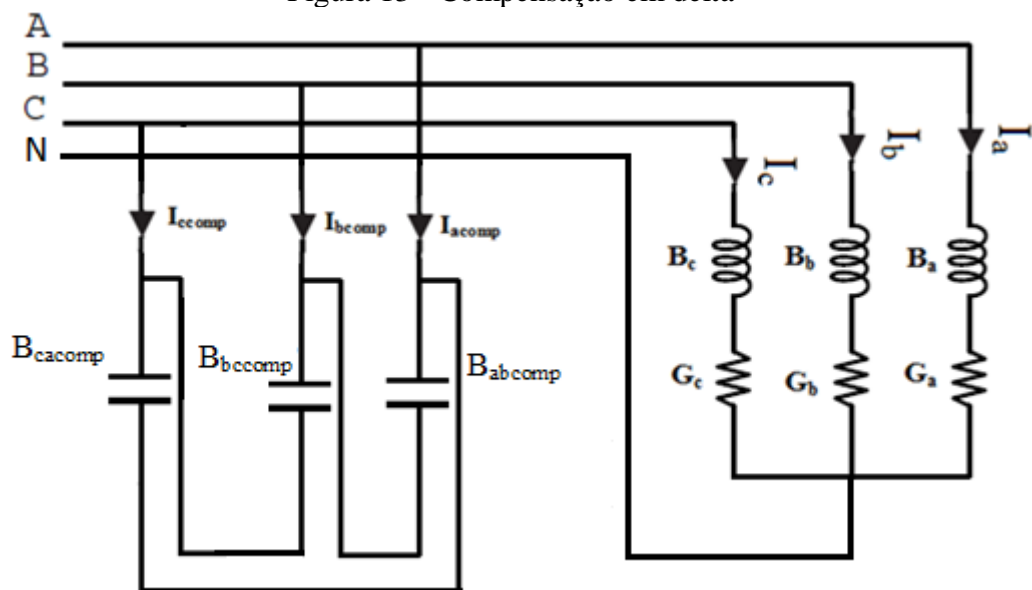 Figura 13 – Compensação em delta
A
B
C
N
I_c
I_b
I_a
I_ccomp
I_bcomp
I_acomp
B_c
B_b
B_a
B_cacomp
B_bccomp
B_abcomp
G_c
G_b
G_a